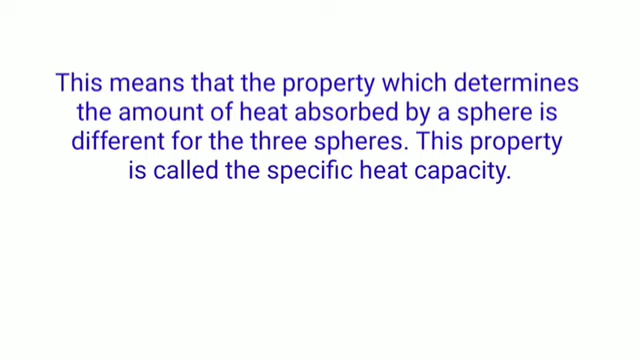 This means that the property which determines
the amount of heat absorbed by a sphere is
different for the three spheres. This property
is called the specific heat capacity.